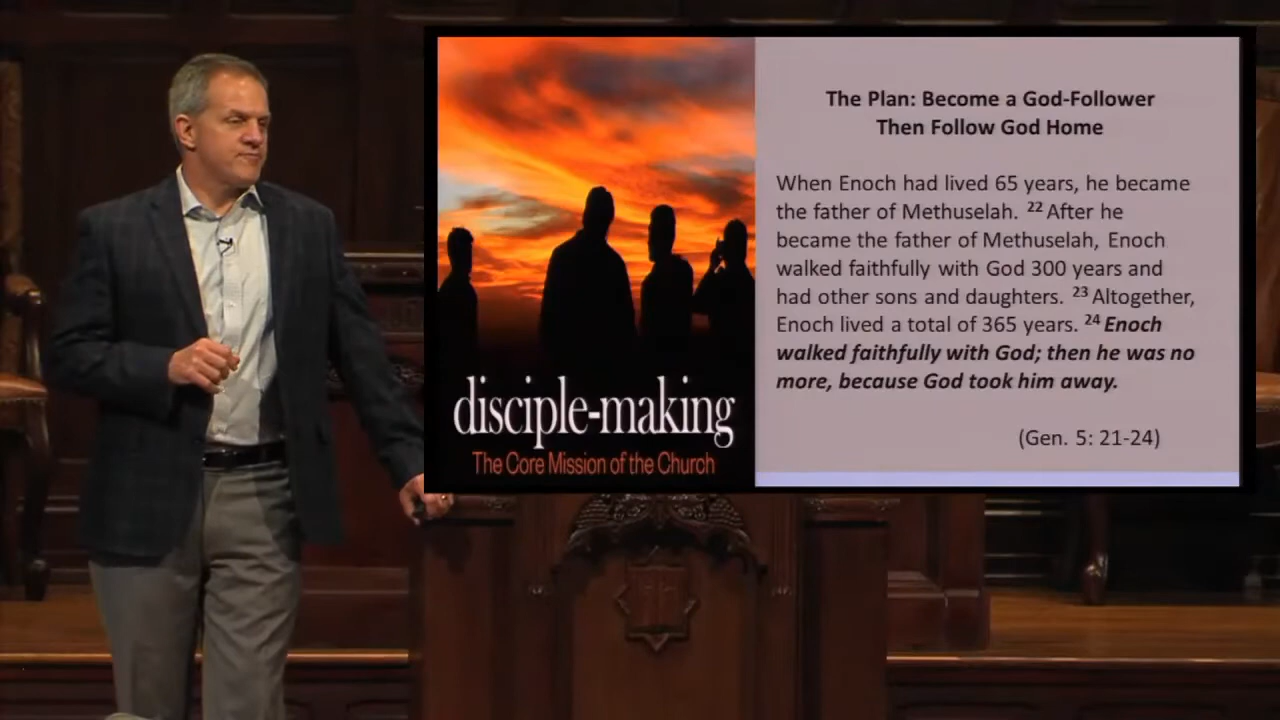 The Plan: Become a God-Follower
Then Follow God Home
When Enoch had lived 65 years, he became
the father of Methuselah. 22 After he
became the father of Methuselah, Enoch
walked faithfully with God 300 years and
had other sons and daughters. 23 Altogether,
Enoch lived a total of 365 years. 24 Enoch
walked faithfully with God; then he was no
more, because God took him away.
(Gen. 5: 21-24)
disciple-making
The Core Mission of the Church